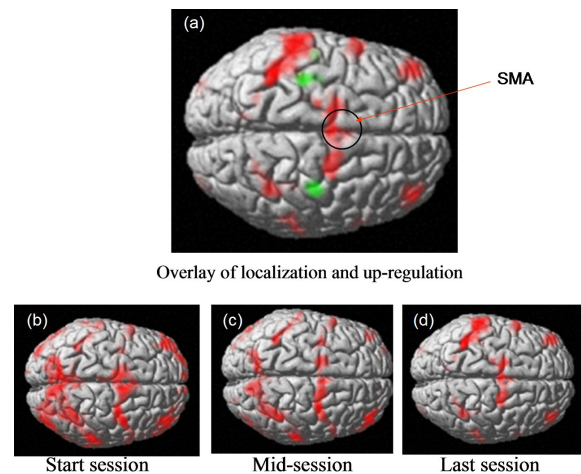 (a)
SMA
Overlay of localization and up-regulation
(b)
(c)
(d)
Start session
Mid-session
Last session